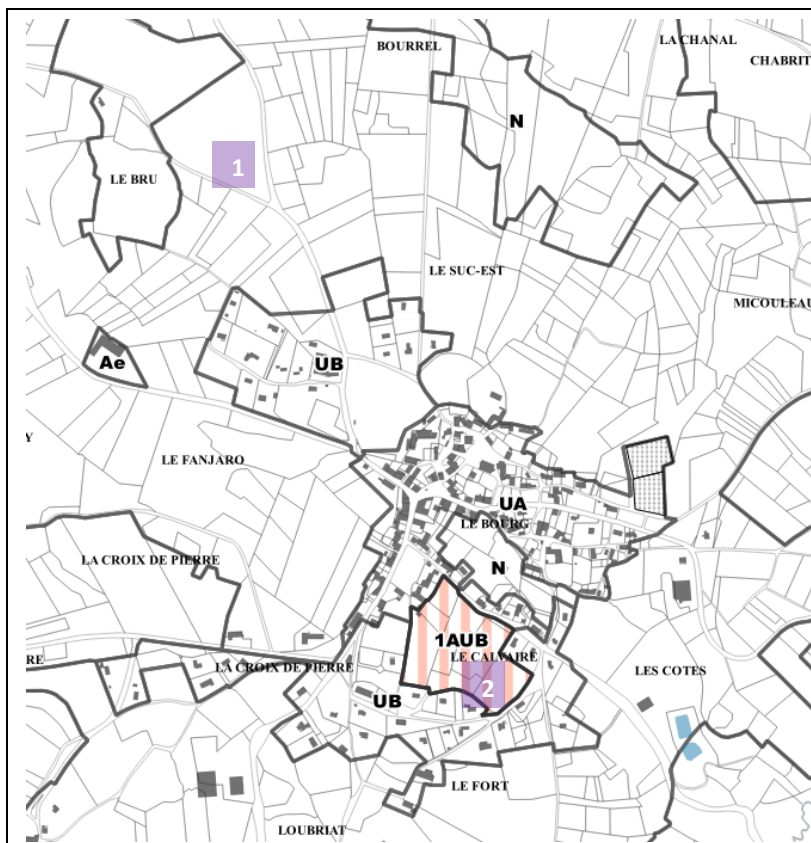 BOURREL
LA CHANAL
CHABRIT
N
1
LE BRU
LE SUC-EST
MICOULEAU
Ae
UB
Y
LE FANJARO
UA
LE BOURG
LA CROIX DE PIERRE
N
1AUB
LE CALVAIRE
RE
LA CROIX DE PIERRE
LES COTES
2
UB
LE FORT
LOUBRIAT